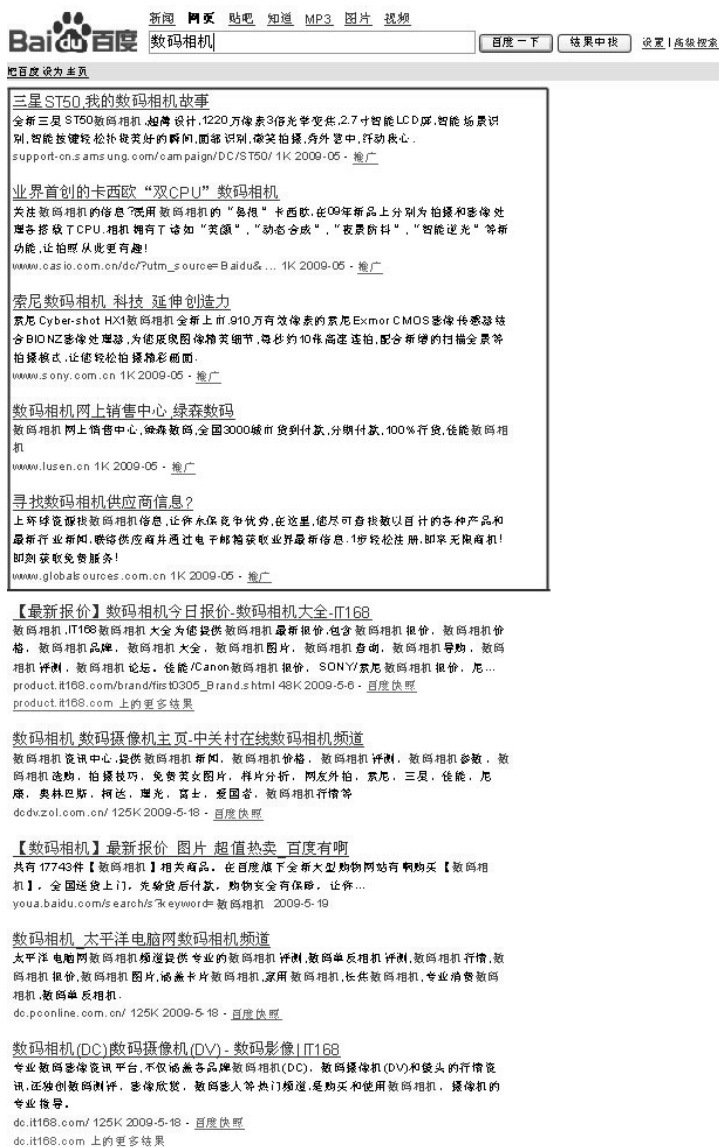 新闻 网页 贴吧 知道 MP3 图片 视频
Bai 百度 数码相机 百度一下 结果中找 设置 | 高级搜索
把百度设为主页
三星ST50,我的数码相机故事
全新三星ST50数码相机,超薄设计,1220万像素3倍光学变焦,2.7寸智能LCD屏,智能场景识
别,智能按键轻松扑捉美好的瞬间,面部识别,微笑拍摄,秀外慧中,怦动我心.
support-cn.samsung.com/campaign/DC/ST50/ 1K 2009-05 - 推广
业界首创的卡西欧“双CPU”数码相机
关注数码相机的信息?选用数码相机的“鼻祖”卡西欧.在09年新品上分别为拍摄和影像处
理各搭载了CPU.相机拥有了诸如“美颜”,“动态合成”,“夜景防抖”,“智能逆光”等新
功能,让拍照从此更有趣!
www.casio.com.cn/dc/?utm_source=Baidu&... 1K 2009-05 - 推广
索尼数码相机 科技 延伸创造力
索尼Cyber-shot HX1数码相机全新上市.910万有效像素的索尼Exmor CMOS影像传感器结
合BIONZ影像处理器,为您展现图像精美细节,每秒约10张高速连拍,配合新增的扫描全景等
拍摄模式,让您轻松拍摄精彩画面.
www.sony.com.cn 1K 2009-05 - 推广
数码相机网上销售中心,绿森数码
数码相机网上销售中心,绿森数码,全国3000城市货到付款,分期付款,100%行货,佳能数码相
机
www.lusen.cn 1K 2009-05 - 推广
寻找数码相机供应商信息?
上环球资源找数码相机信息,让你永保竞争优势,在这里,您尽可查找数以百计的各种产品和
最新行业新闻,联络供应商并通过电子邮箱获取业界最新信息.1步轻松注册,即享无限商机!
即刻获取免费服务!
www.globalsources.com.cn 1K 2009-05 - 推广
【最新报价】数码相机今日报价-数码相机大全-IT168
数码相机,IT168数码相机大全为您提供数码相机最新报价,包含数码相机报价、数码相机价
格、数码相机品牌、数码相机大全、数码相机图片、数码相机查询、数码相机导购、数码
相机评测、数码相机论坛。佳能/Canon数码相机报价、SONY/索尼数码相机报价、尼...
product.it168.com/brand/first0305_Brand.shtml 48K 2009-5-6 - 百度快照
product.it168.com 上的更多结果
数码相机,数码摄像机主页-中关村在线数码相机频道
数码相机资讯中心,提供数码相机新闻、数码相机价格、数码相机评测、数码相机参数、数
码相机选购、拍摄技巧、免费美女图片、样片分析、网友外拍、索尼、三星、佳能、尼
康、奥林巴斯、柯达、理光、富士、爱国者、数码相机行情等
dcdv.zol.com.cn/ 125K 2009-5-18 - 百度快照
【数码相机】最新报价 图片 超值热卖_百度有啊
共有17743件【数码相机】相关商品。在百度旗下全新大型购物网站有啊购买【数码相
机】,全国送货上门,先验货后付款,购物安全有保障,让你...
youa.baidu.com/search/s?keyword=数码相机 2009-5-19
数码相机_太平洋电脑网数码相机频道
太平洋电脑网数码相机频道提供专业的数码相机评测,数码单反相机评测,数码相机行情,数
码相机报价,数码相机图片,涵盖卡片数码相机,家用数码相机,长焦数码相机,专业消费数码
相机,数码单反相机.
dc.pconline.com.cn/ 125K 2009-5-18 - 百度快照
数码相机(DC)数码摄像机(DV) - 数码影像|IT168
专业数码影像资讯平台,不仅涵盖各品牌数码相机(DC)、数码摄像机(DV)和镜头的行情资
讯,还独创数码测评、影像欣赏、数码影人等热门频道,是购买和使用数码相机、摄像机的
专业指导。
dc.it168.com/ 125K 2009-5-18 - 百度快照
dc.it168.com 上的更多结果